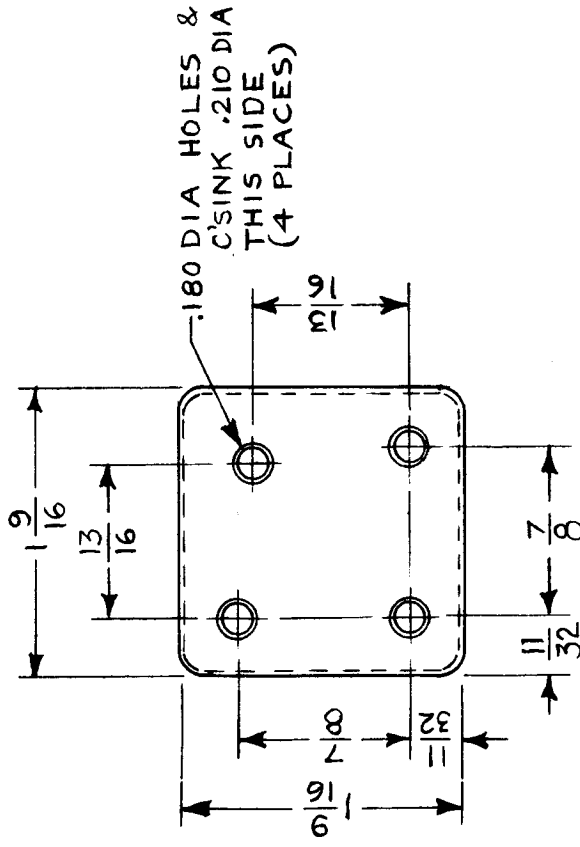 .180 DIA HOLES &
C'SINK .210 DIA
THIS SIDE
(4 PLACES)
1 9/16
13/16
13/16
7/8
11/32
7/8
11/32
1 9/16